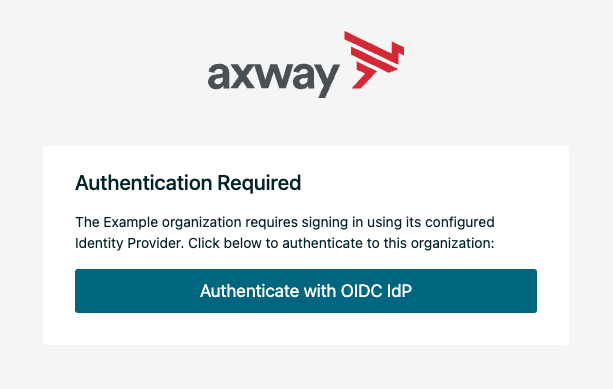 axway
Authentication Required
The Example organization requires signing in using its configured
Identity Provider. Click below to authenticate to this organization:
Authenticate with OIDC IdP